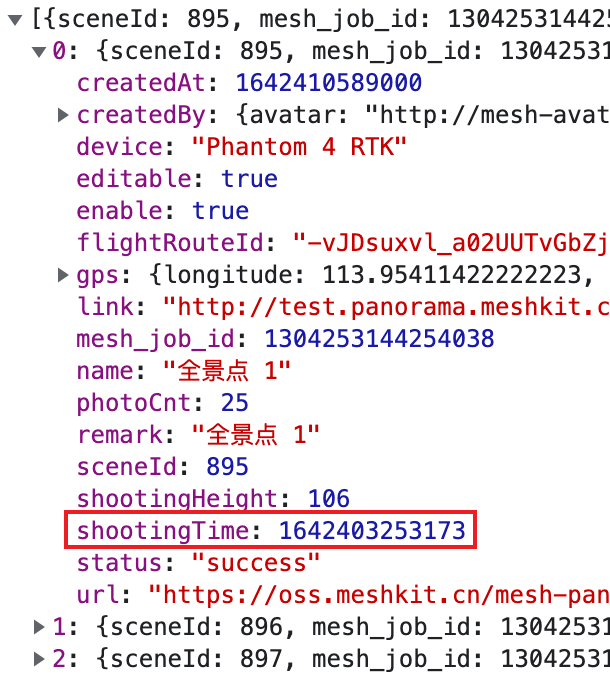 [{sceneId: 895, mesh_job_id: 130425314425
0: {sceneId: 895, mesh_job_id: 13042531
createdAt: 1642410589000
createdBy: {avatar: "http://mesh-avat
device: "Phantom 4 RTK"
editable: true
enable: true
flightRouteId: "-vJDsuxvl_a02UUTvGbZj
gps: {longitude: 113.95411422222223,
link: "http://test.panorama.meshkit.c
mesh_job_id: 1304253144254038
name: "全景点 1"
photoCnt: 25
remark: "全景点 1"
sceneId: 895
shootingHeight: 106
shootingTime: 1642403253173
status: "success"
url: "https://oss.meshkit.cn/mesh-pan
1: {sceneId: 896, mesh_job_id: 13042531
2: {sceneId: 897, mesh_job_id: 13042531